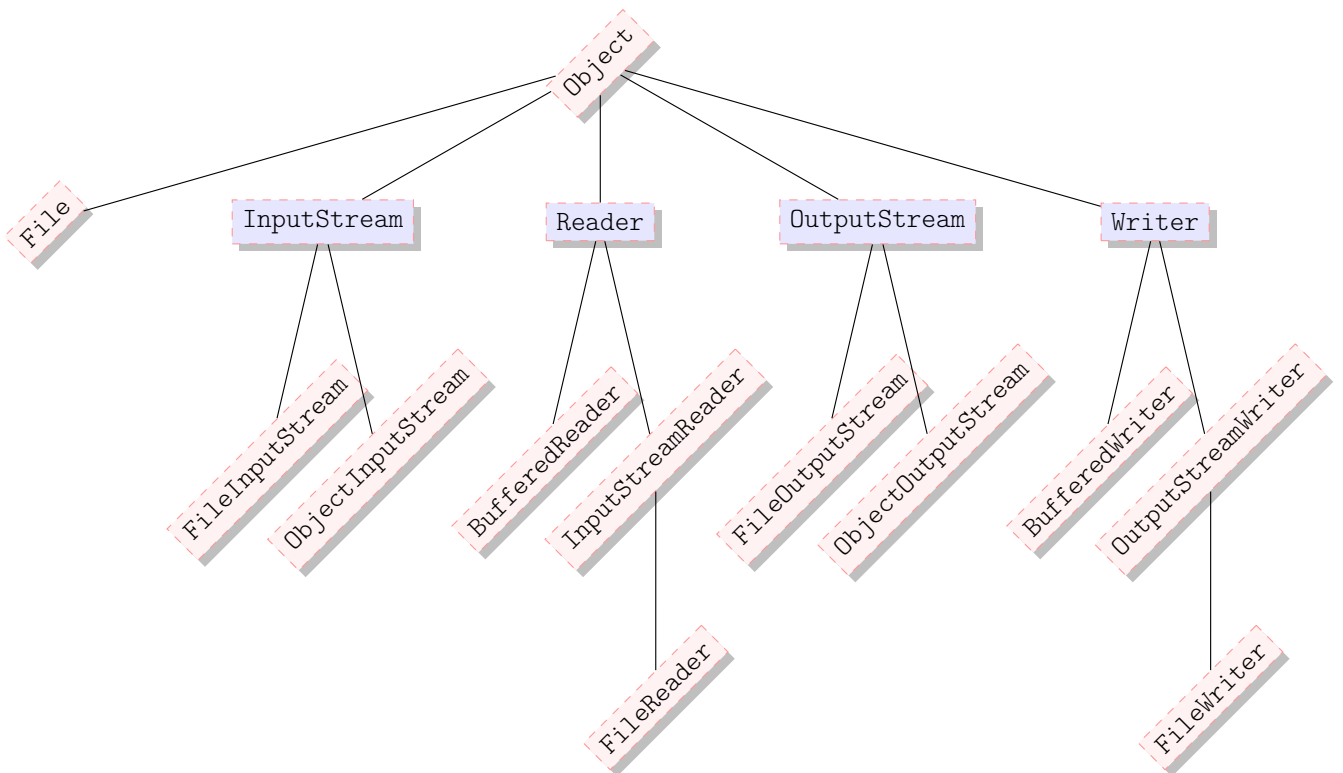 Object
File
InputStream
Reader
OutputStream
Writer
FileInputStream
ObjectInputStream
BufferedReader
InputStreamReader
FileOutputStream
ObjectOutputStream
BufferedWriter
OutputStreamWriter
FileReader
FileWriter